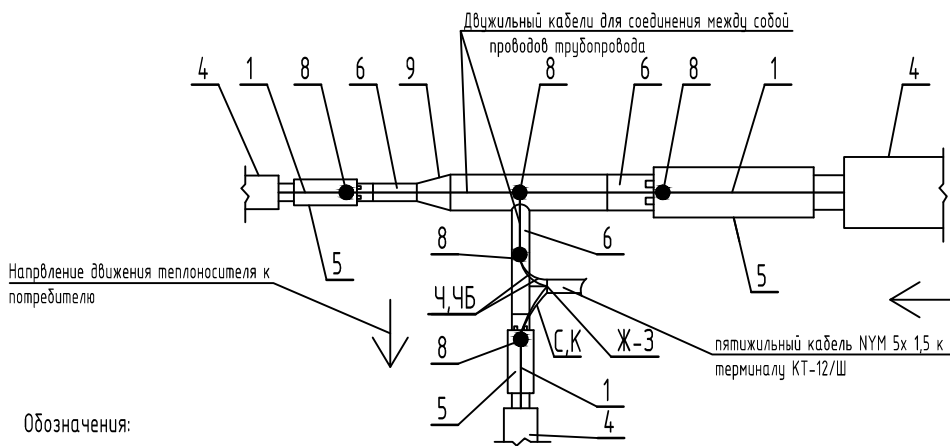 Двужильный кабели для соединения между собой
проводов трубопровода
4 1 8 6 9 8 6 8 1 4
5 8 6 5
Напрвление движения теплоносителя к
потребителю
Ч,ЧБ
8 С,К Ж-З
пятижильный кабель NYM 5х 1,5 к
терминалу КТ-12/Ш
5 1
4
Обозначения: